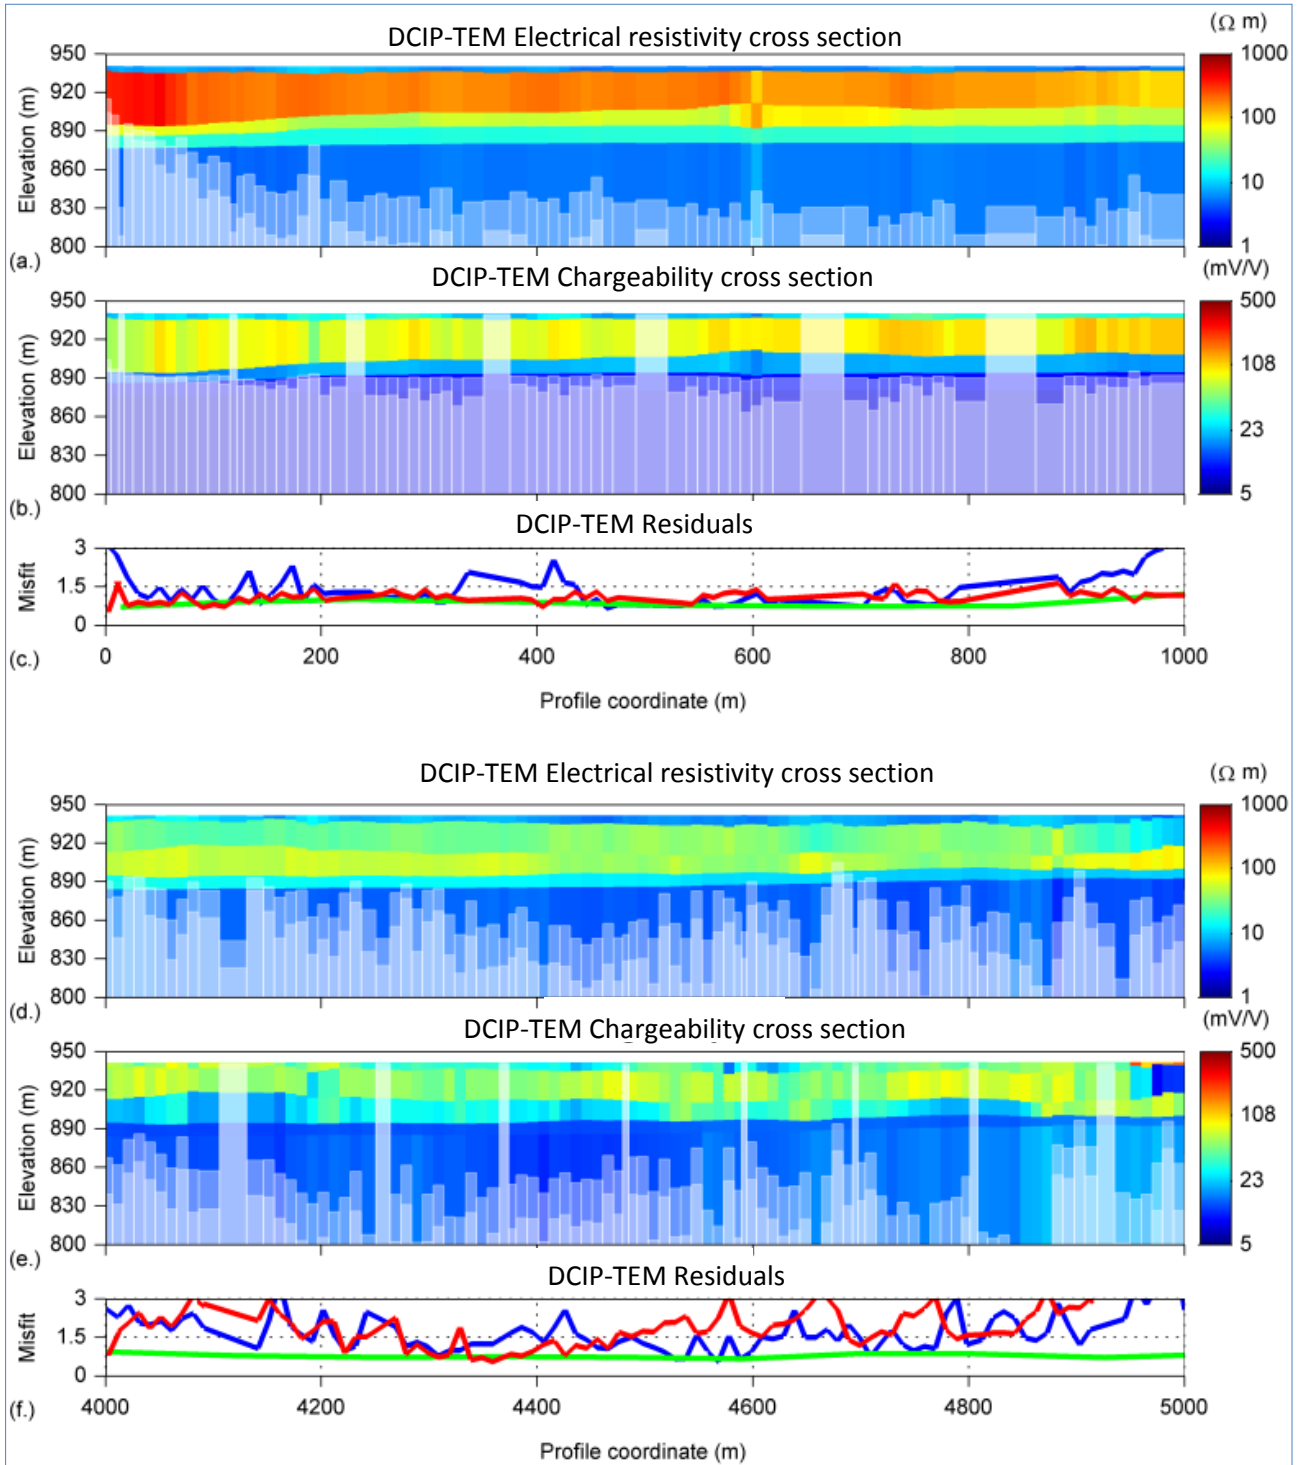 DCIP-TEM Electrical resistivity cross section
(Ω m)
950
920
890
860
830
800
Elevation (m)
1000
100
10
1
(a.)
DCIP-TEM Chargeability cross section
(mV/V)
950
920
890
860
830
800
Elevation (m)
500
108
23
5
(b.)
DCIP-TEM Residuals
3
1.5
0
Misfit
(c.)
0 200 400 600 800 1000
Profile coordinate (m)
DCIP-TEM Electrical resistivity cross section
(Ω m)
950
920
890
860
830
800
Elevation (m)
1000
100
10
1
(d.)
DCIP-TEM Chargeability cross section
(mV/V)
950
920
890
860
830
800
Elevation (m)
500
108
23
5
(e.)
DCIP-TEM Residuals
3
1.5
0
Misfit
(f.)
4000 4200 4400 4600 4800 5000
Profile coordinate (m)